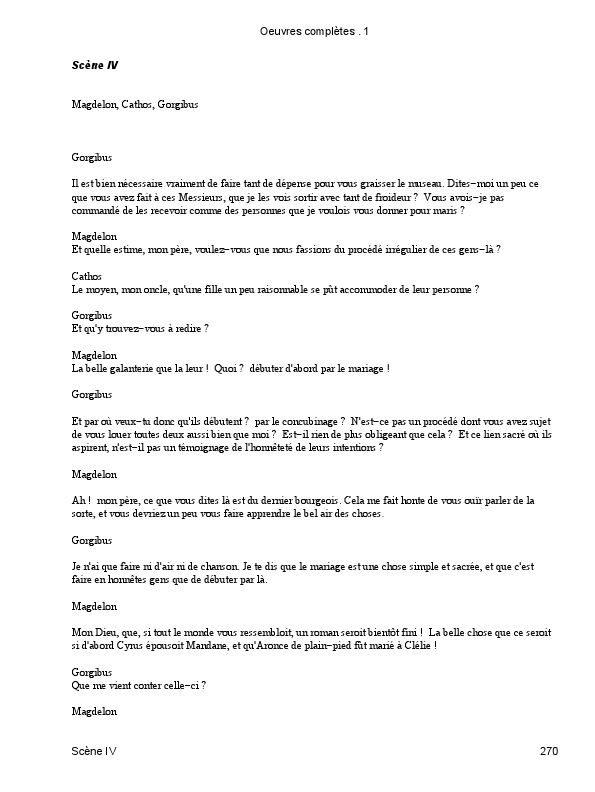 Oeuvres complètes . 1
Scène IV
Magdelon, Cathos, Gorgibus
Gorgibus
Il est bien nécessaire vraiment de faire tant de dépense pour vous graisser le museau. Dites−moi un peu ce
que vous avez fait à ces Messieurs, que je les vois sortir avec tant de froideur ?  Vous avois−je pas
commandé de les recevoir comme des personnes que je voulois vous donner pour maris ?
Magdelon
Et quelle estime, mon père, voulez−vous que nous fassions du procédé irrégulier de ces gens−là ?
Cathos
Le moyen, mon oncle, qu'une fille un peu raisonnable se pût accommoder de leur personne ?
Gorgibus
Et qu'y trouvez−vous à redire ?
Magdelon
La belle galanterie que la leur !  Quoi ?  débuter d'abord par le mariage !
Gorgibus
Et par où veux−tu donc qu'ils débutent ?  par le concubinage ?  N'est−ce pas un procédé dont vous avez sujet
de vous louer toutes deux aussi bien que moi ?  Est−il rien de plus obligeant que cela ?  Et ce lien sacré où ils
aspirent, n'est−il pas un témoignage de l'honnêteté de leurs intentions ?
Magdelon
Ah !  mon père, ce que vous dites là est du dernier bourgeois. Cela me fait honte de vous ouïr parler de la
sorte, et vous devriez un peu vous faire apprendre le bel air des choses.
Gorgibus
Je n'ai que faire ni d'air ni de chanson. Je te dis que le mariage est une chose simple et sacrée, et que c'est
faire en honnêtes gens que de débuter par là.
Magdelon
Mon Dieu, que, si tout le monde vous ressembloit, un roman seroit bientôt fini !  La belle chose que ce seroit
si d'abord Cyrus épousoit Mandane, et qu'Aronce de plain−pied fût marié à Clélie !
Gorgibus
Que me vient conter celle−ci ?
Magdelon
Scène IV 270